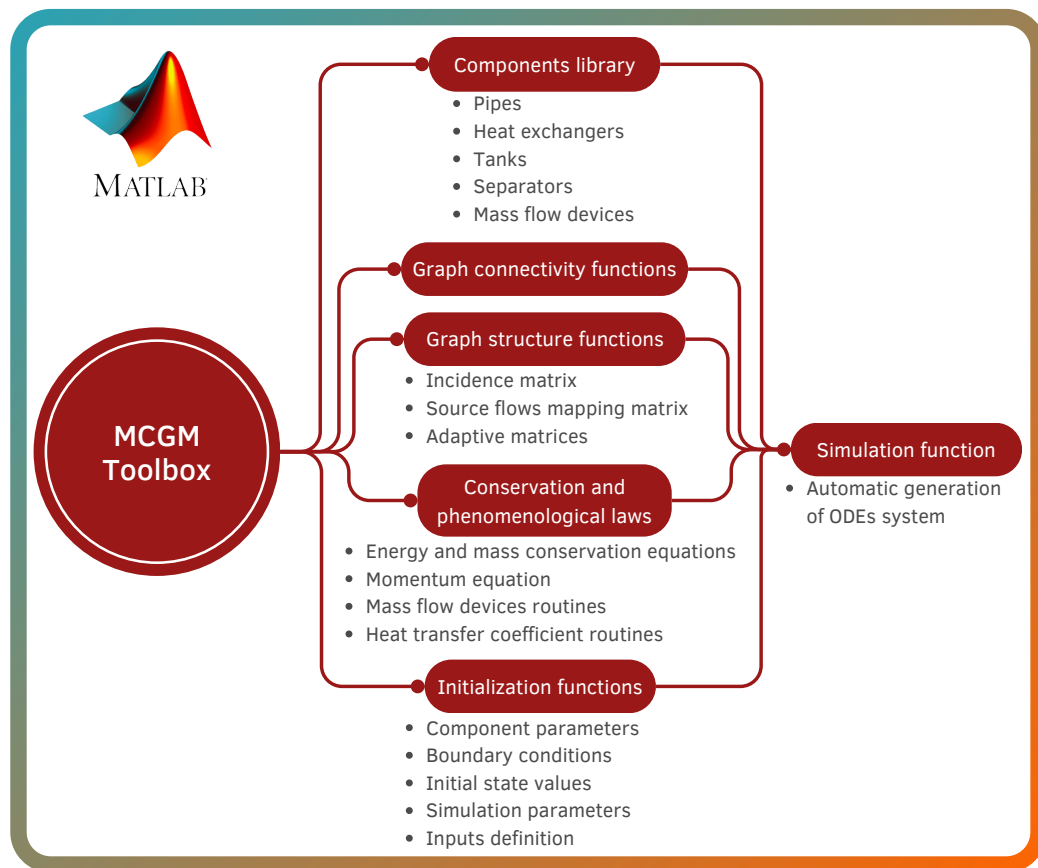 MATLAB
Components library
• Pipes
• Heat exchangers
• Tanks
• Separators
• Mass flow devices
Graph connectivity functions
Graph structure functions
• Incidence matrix
• Source flows mapping matrix
• Adaptive matrices
MCGM
Toolbox
Conservation and
phenomenological laws
• Energy and mass conservation equations
• Momentum equation
• Mass flow devices routines
• Heat transfer coefficient routines
Initialization functions
• Component parameters
• Boundary conditions
• Initial state values
• Simulation parameters
• Inputs definition
Simulation function
• Automatic generation
of ODEs system